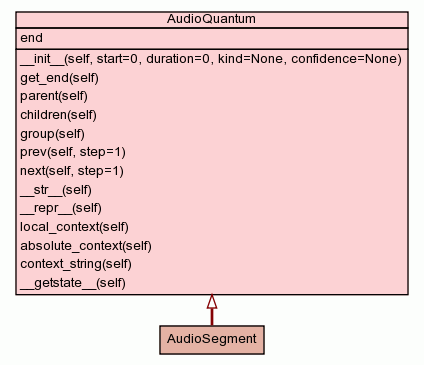 AudioQuantum
end
__init__(self, start=0, duration=0, kind=None, confidence=None)
get_end(self)
parent(self)
children(self)
group(self)
prev(self, step=1)
next(self, step=1)
__str__(self)
__repr__(self)
local_context(self)
absolute_context(self)
context_string(self)
__getstate__(self)
AudioSegment